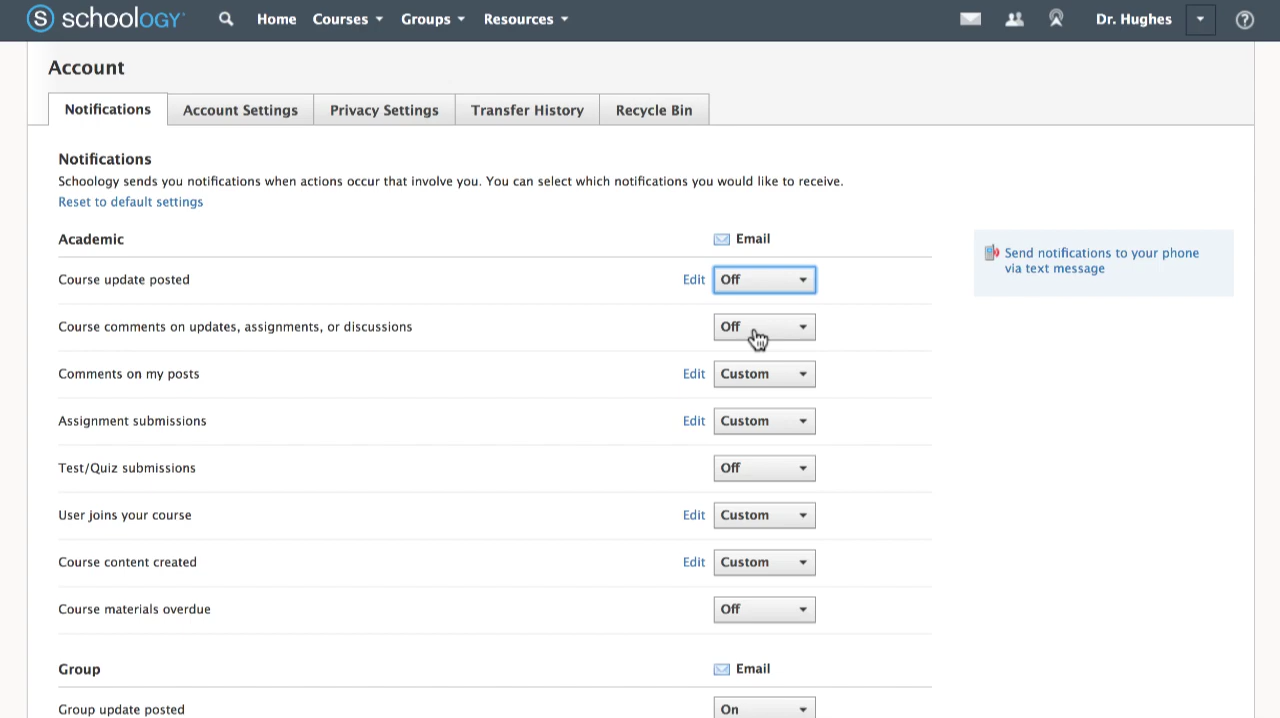 schoology Home Courses Groups Resources Dr. Hughes
Account
Notifications Account Settings Privacy Settings Transfer History Recycle Bin
Notifications
Schoology sends you notifications when actions occur that involve you. You can select which notifications you would like to receive.
Reset to default settings
Academic Email
Send notifications to your phone
via text message
Course update posted Edit Off
Course comments on updates, assignments, or discussions Off
Comments on my posts Edit Custom
Assignment submissions Edit Custom
Test/Quiz submissions Off
User joins your course Edit Custom
Course content created Edit Custom
Course materials overdue Off
Group Email
Group update posted On